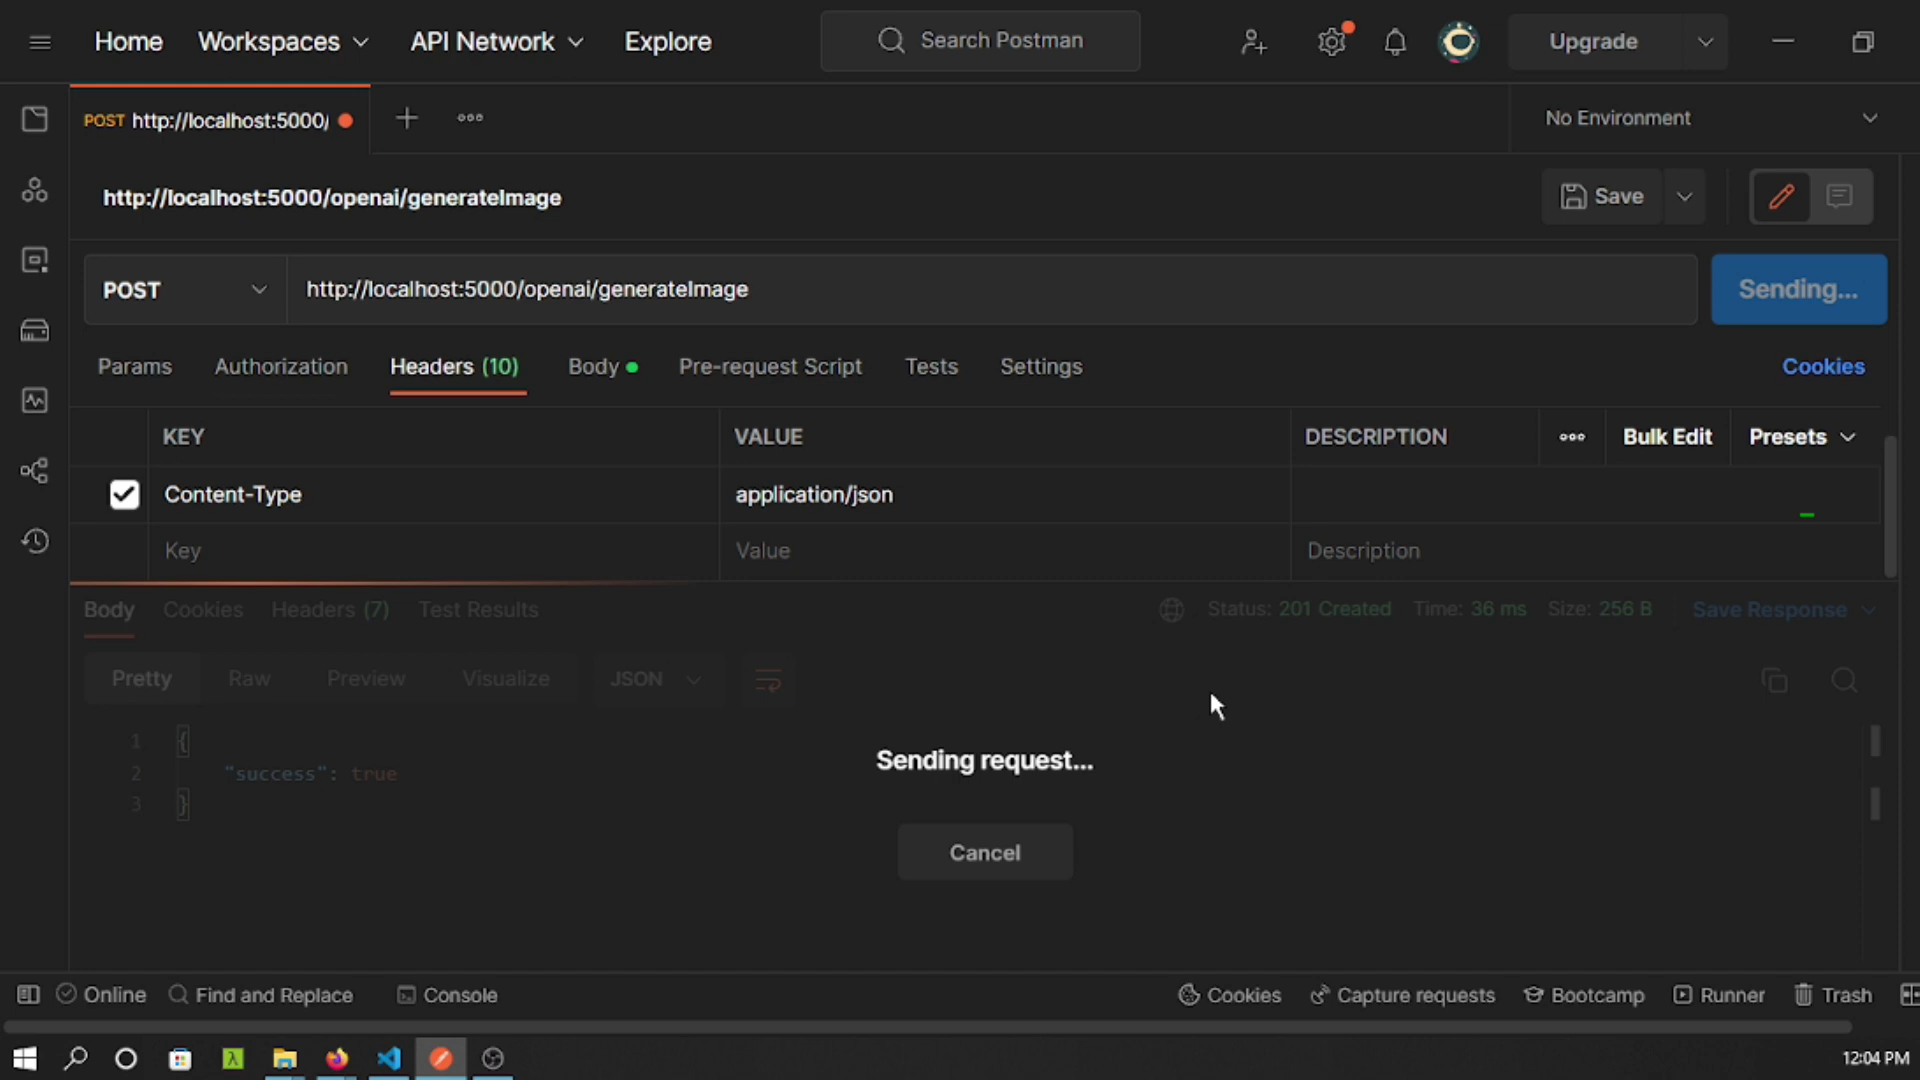 Home Workspaces API Network Explore Search Postman Upgrade
POST http://localhost:5000/ No Environment
http://localhost:5000/openai/generateImage Save
POST http://localhost:5000/openai/generateImage Sending...
Params Authorization Headers (10) Body Pre-request Script Tests Settings Cookies
KEY VALUE DESCRIPTION Bulk Edit Presets
Content-Type application/json
Key Value Description
Body Cookies Headers (7) Test Results Status: 201 Created Time: 36 ms Size: 256 B Save Response
Pretty Raw Preview Visualize JSON
1 {
2 "success": true
3 }
Sending request...
Cancel
Online Find and Replace Console Cookies Capture requests Bootcamp Runner Trash
12:04 PM